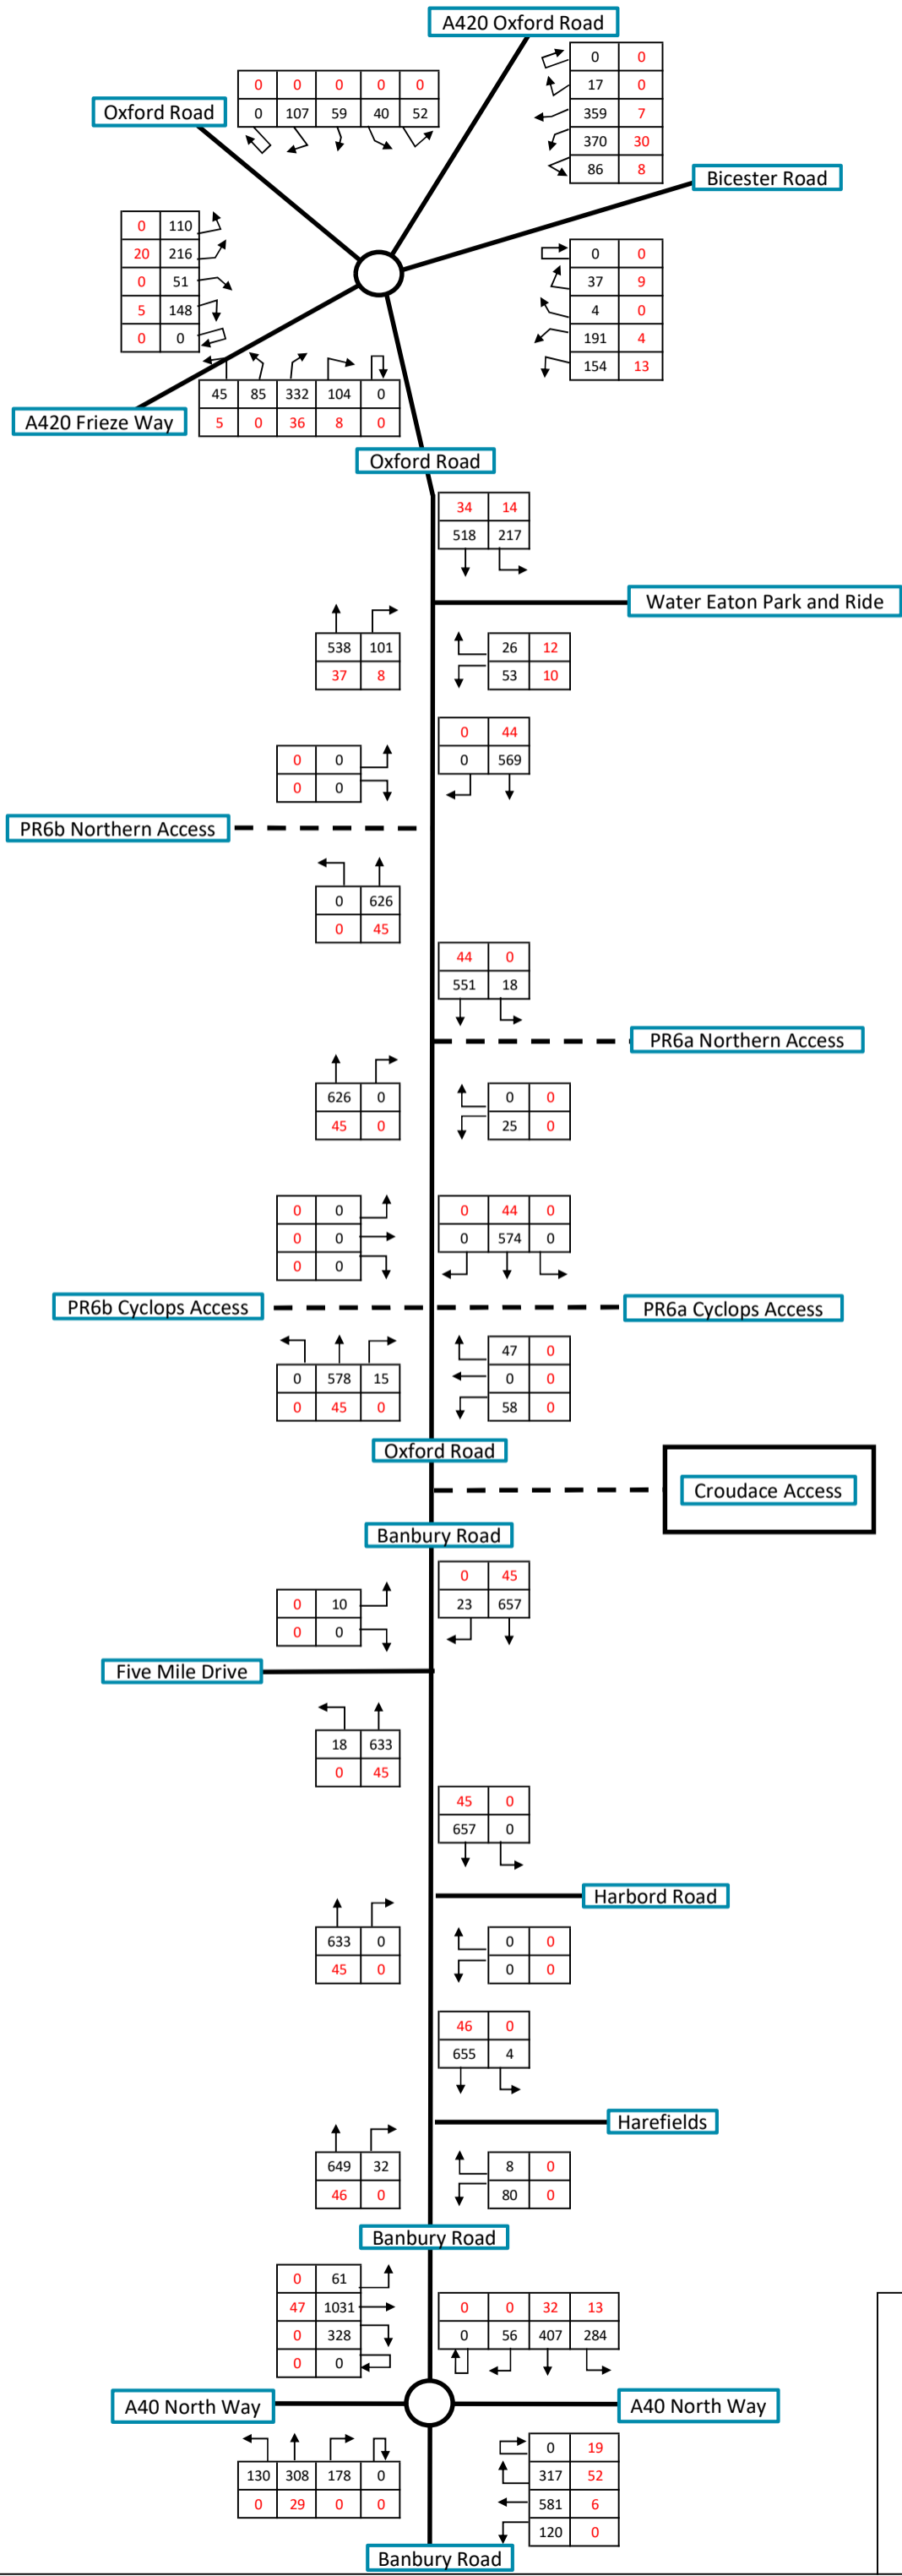 A420 Oxford Road
0 0
17 0
359 7
370 30
86 8
0 0 0 0 0
0 107 59 40 52
Oxford Road
Bicester Road
0 110
20 216
0 51
5 148
0 0
0 0
37 9
4 0
191 4
154 13
A420 Frieze Way
45 85 332 104 0
5 0 36 8 0
Oxford Road
34 14
518 217
Water Eaton Park and Ride
538 101
37 8
26 12
53 10
0 44
0 569
0 0
0 0
PR6b Northern Access
0 626
0 45
44 0
551 18
PR6a Northern Access
626 0
45 0
0 0
25 0
0 0
0 0
0 0
0 44 0
0 574 0
PR6b Cyclops Access
PR6a Cyclops Access
0 578 15
0 45 0
47 0
0 0
58 0
Oxford Road
Croudace Access
Banbury Road
0 45
23 657
0 10
0 0
Five Mile Drive
18 633
0 45
45 0
657 0
Harbord Road
633 0
45 0
0 0
0 0
46 0
655 4
Harefields
649 32
46 0
8 0
80 0
Banbury Road
0 61
47 1031
0 328
0 0
0 0 32 13
0 56 407 284
A40 North Way
A40 North Way
130 308 178 0
0 29 0 0
0 19
317 52
581 6
120 0
Banbury Road